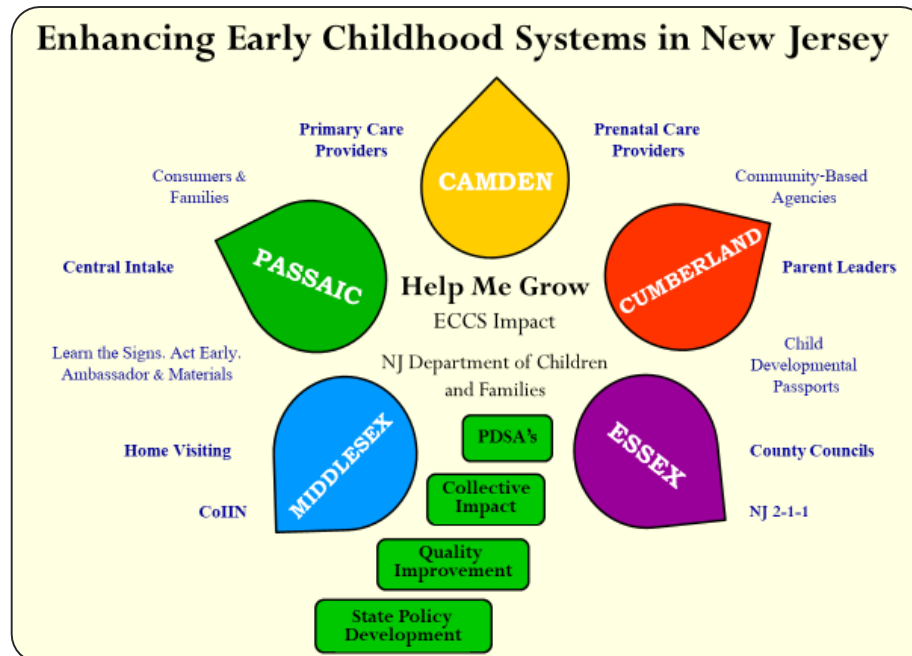 Enhancing Early Childhood Systems in New Jersey
Primary Care
Providers
Prenatal Care
Providers
CAMDEN
Consumers &
Families
Community-Based
Agencies
PASSAIC
CUMBERLAND
Central Intake
Parent Leaders
Help Me Grow
ECCS Impact
NJ Department of Children
and Families
Learn the Signs. Act Early.
Ambassador & Materials
Child
Developmental
Passports
MIDDLESEX
ESSEX
Home Visiting
County Councils
CoIIN
NJ 2-1-1
PDSA's
Collective
Impact
Quality
Improvement
State Policy
Development